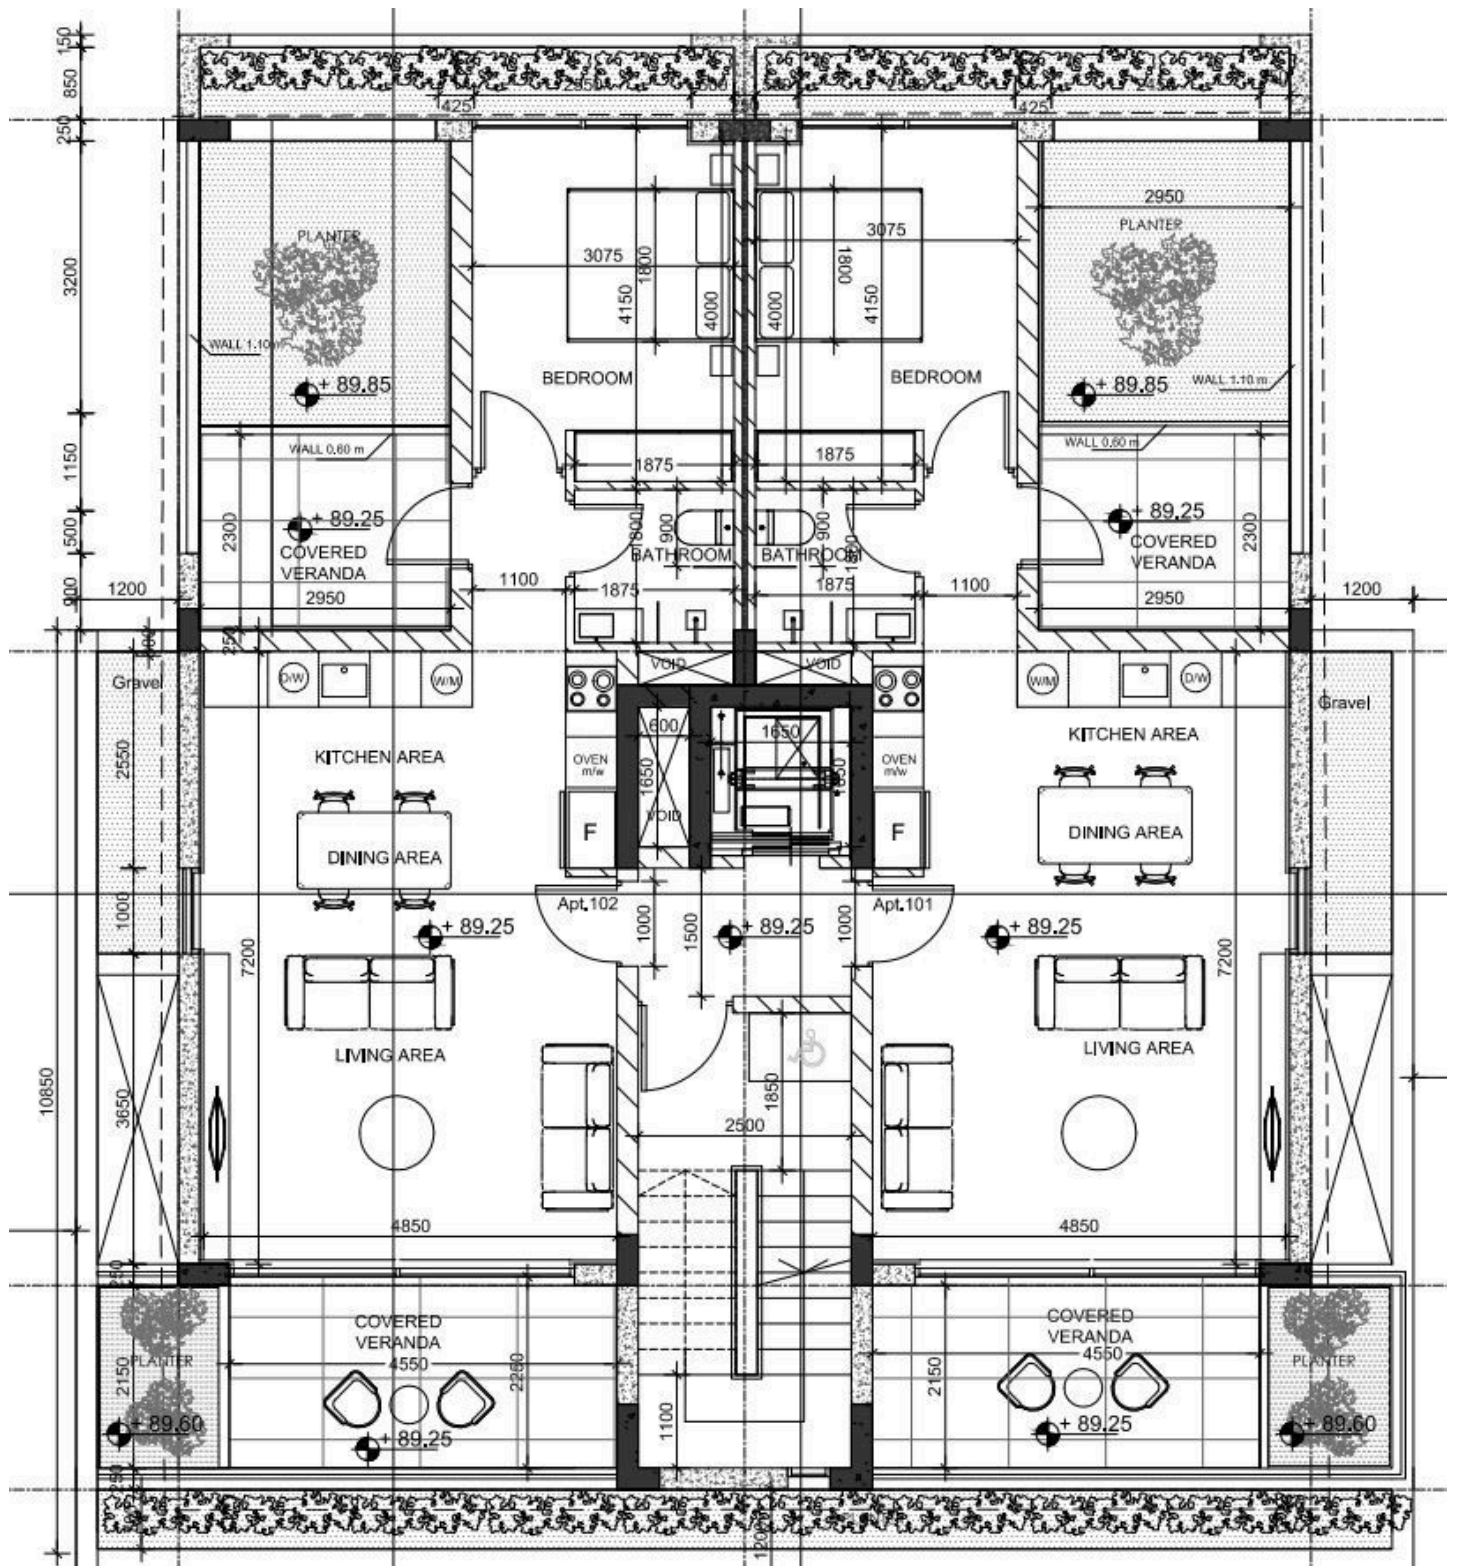 150
850
250
3200
1150
500
900
1200
10850
425
425
2950
PLANTER
PLANTER
3075
3075
1800
1800
4150
4150
4000
4000
WALL 1.10m
WALL 1.10 m
BEDROOM
BEDROOM
+ 89.85
+ 89.85
WALL 0.60 m
WALL 0.60 m
1875
1875
2300
2300
+ 89.25
+ 89.25
COVERED
VERANDA
COVERED
VERANDA
900
900
1800
BATHROOM
BATHROOM
1100
1875
1875
1100
2950
2950
1200
250
VOID
VOID
D/W
W/M
W/M
D/W
Gravel
Gravel
KITCHEN AREA
KITCHEN AREA
600
1650
1650
OVEN
m/w
OVEN
m/w
VOID
2550
F
F
DINING AREA
DINING AREA
Apt.102
Apt.101
1000
1000
1500
1000
+ 89.25
+ 89.25
+ 89.25
7200
7200
LIVING AREA
LIVING AREA
3650
1850
2500
4850
4850
250
COVERED
VERANDA
COVERED
VERANDA
4550
4550
PLANTER
PLANTER
2150
2150
1100
+ 89.60
+ 89.25
+ 89.25
+ 89.60
250